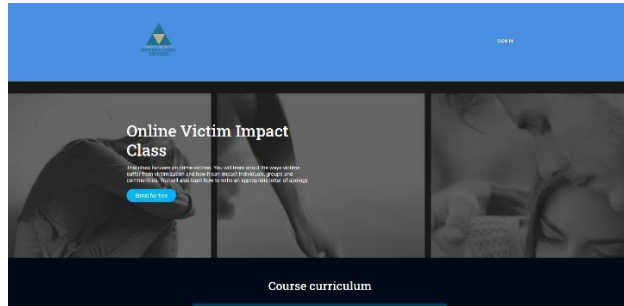 SIGN IN
Online Victim Impact
Class
This class focuses on crime victims. You will learn about the ways victims
suffer from victimization and how it can impact individuals, groups and
communities. You will also learn how to write an appropriate letter of apology.
Enroll for free
Course curriculum